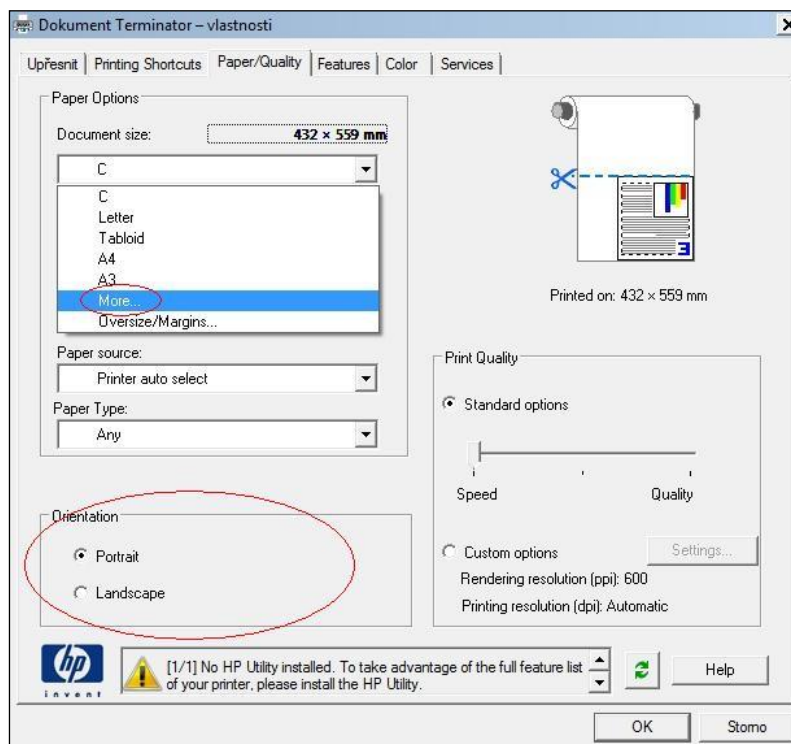 Dokument Terminator – vlastnosti
Upřesnit Printing Shortcuts Paper/Quality Features Color Services
Paper Options
Document size: 432 × 559 mm
C
C
Letter
Tabloid
A4
A3
More...
Oversize/Margins...
Paper source:
Printer auto select
Paper Type:
Any
Printed on: 432 × 559 mm
Print Quality
Standard options
Speed Quality
Custom options Settings...
Rendering resolution (ppi): 600
Printing resolution (dpi): Automatic
Orientation
Portrait
Landscape
hp
invent
[1/1] No HP Utility installed. To take advantage of the full feature list
of your printer, please install the HP Utility.
Help
OK Storno